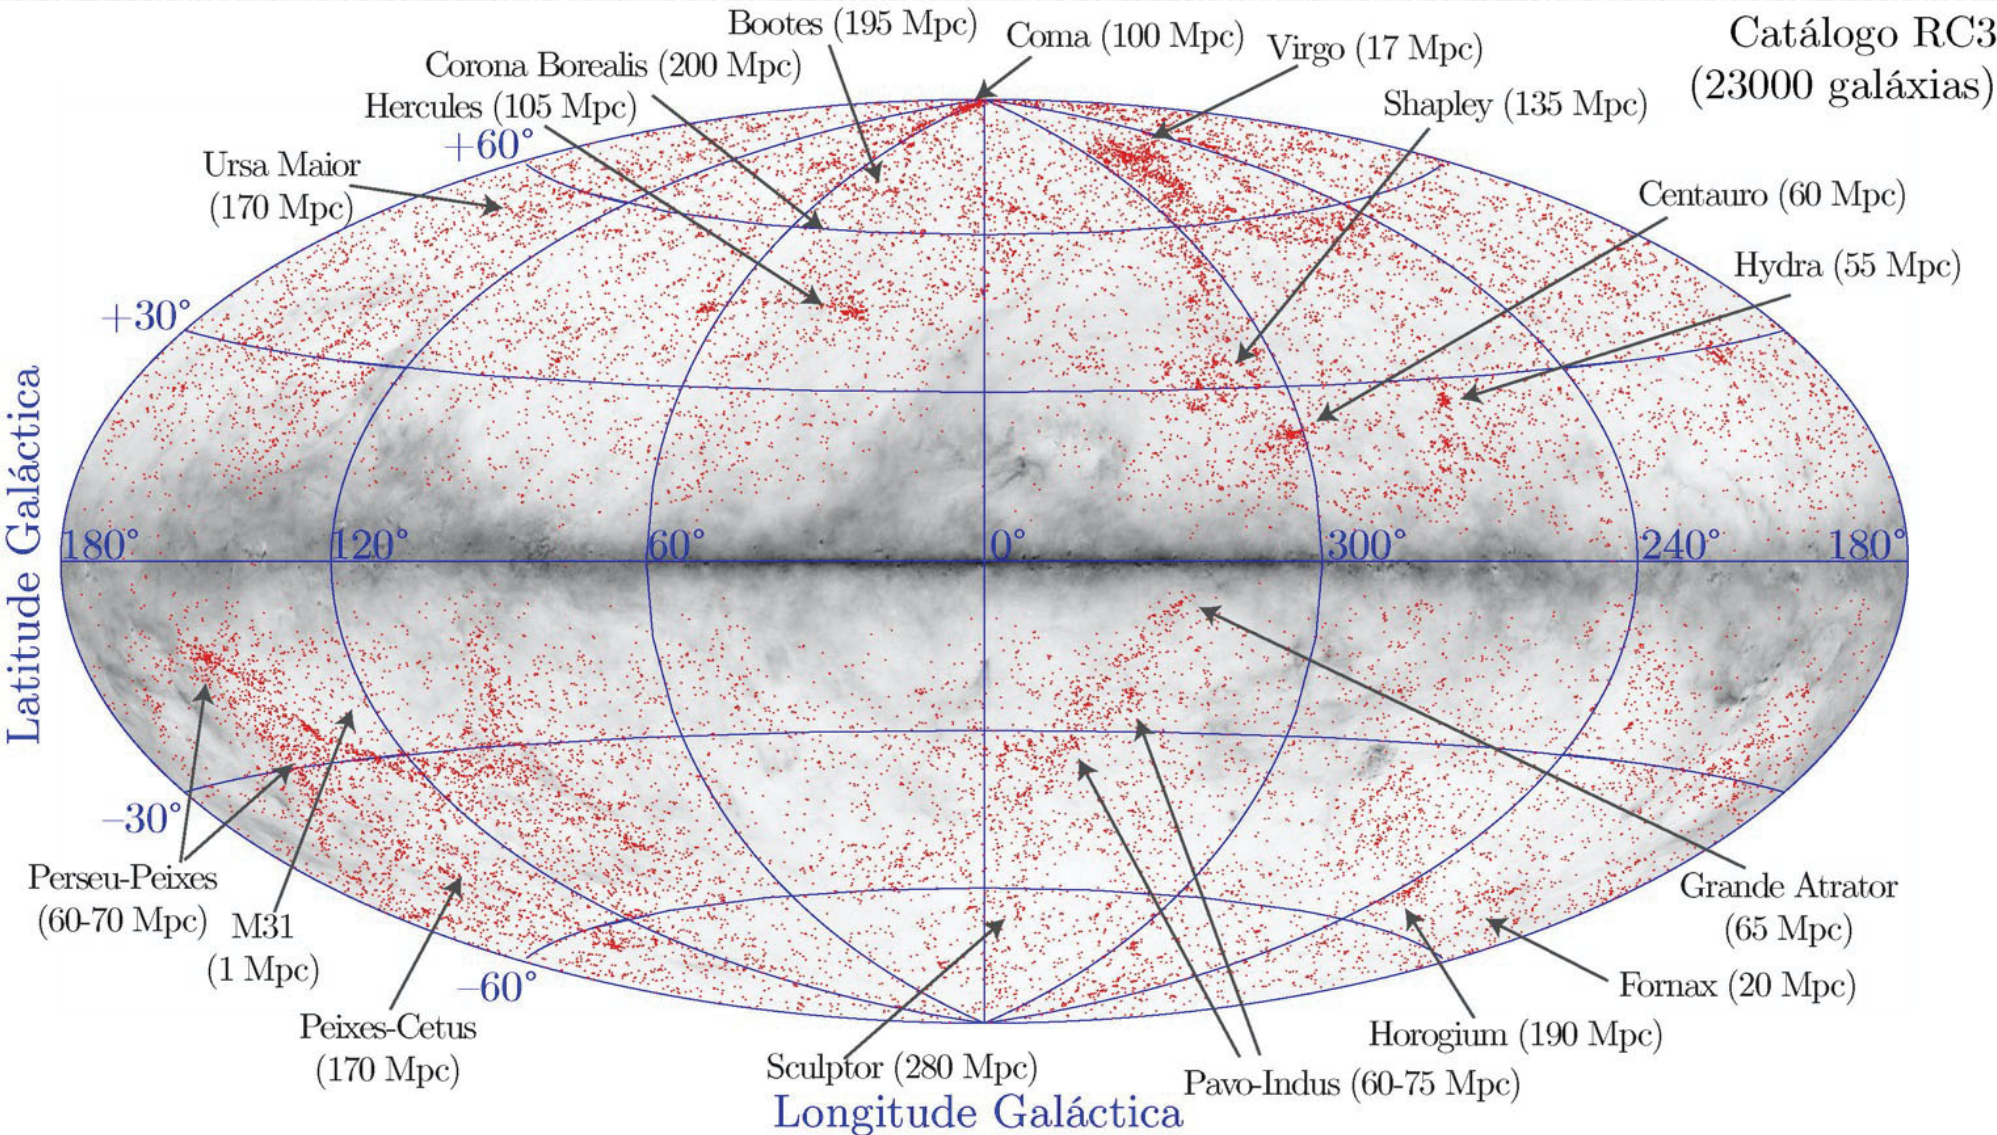 Bootes (195 Mpc)
Coma (100 Mpc)
Virgo (17 Mpc)
Catálogo RC3
(23000 galáxias)
Corona Borealis (200 Mpc)
Hercules (105 Mpc)
Shapley (135 Mpc)
+60°
Ursa Maior
(170 Mpc)
Centauro (60 Mpc)
Hydra (55 Mpc)
+30°
Latitude Galáctica
180°
120°
60°
0°
300°
240°
180°
–30°
Perseu-Peixes
(60-70 Mpc)
M31
(1 Mpc)
Grande Atrator
(65 Mpc)
–60°
Fornax (20 Mpc)
Peixes-Cetus
(170 Mpc)
Horogium (190 Mpc)
Sculptor (280 Mpc)
Pavo-Indus (60-75 Mpc)
Longitude Galáctica